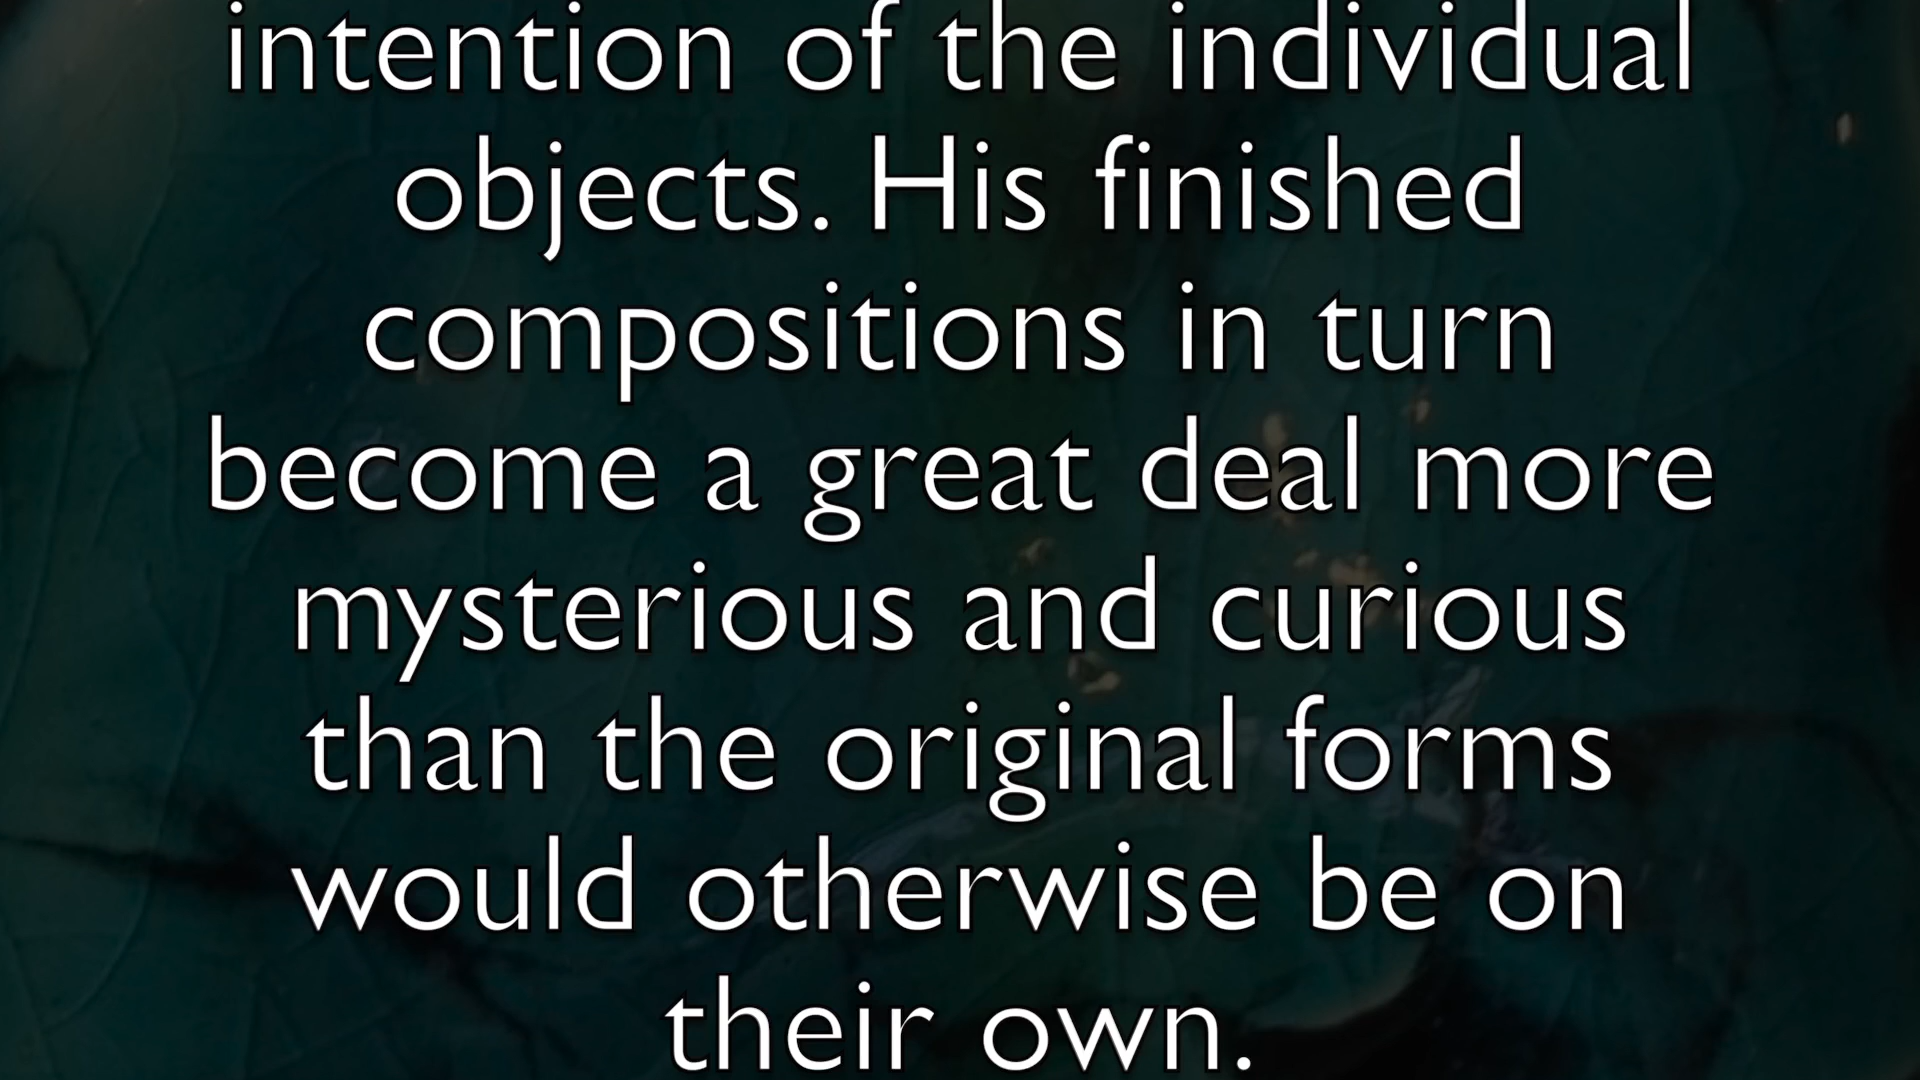 intention of the individual
objects. His finished
compositions in turn
become a great deal more
mysterious and curious
than the original forms
would otherwise be on
their own.